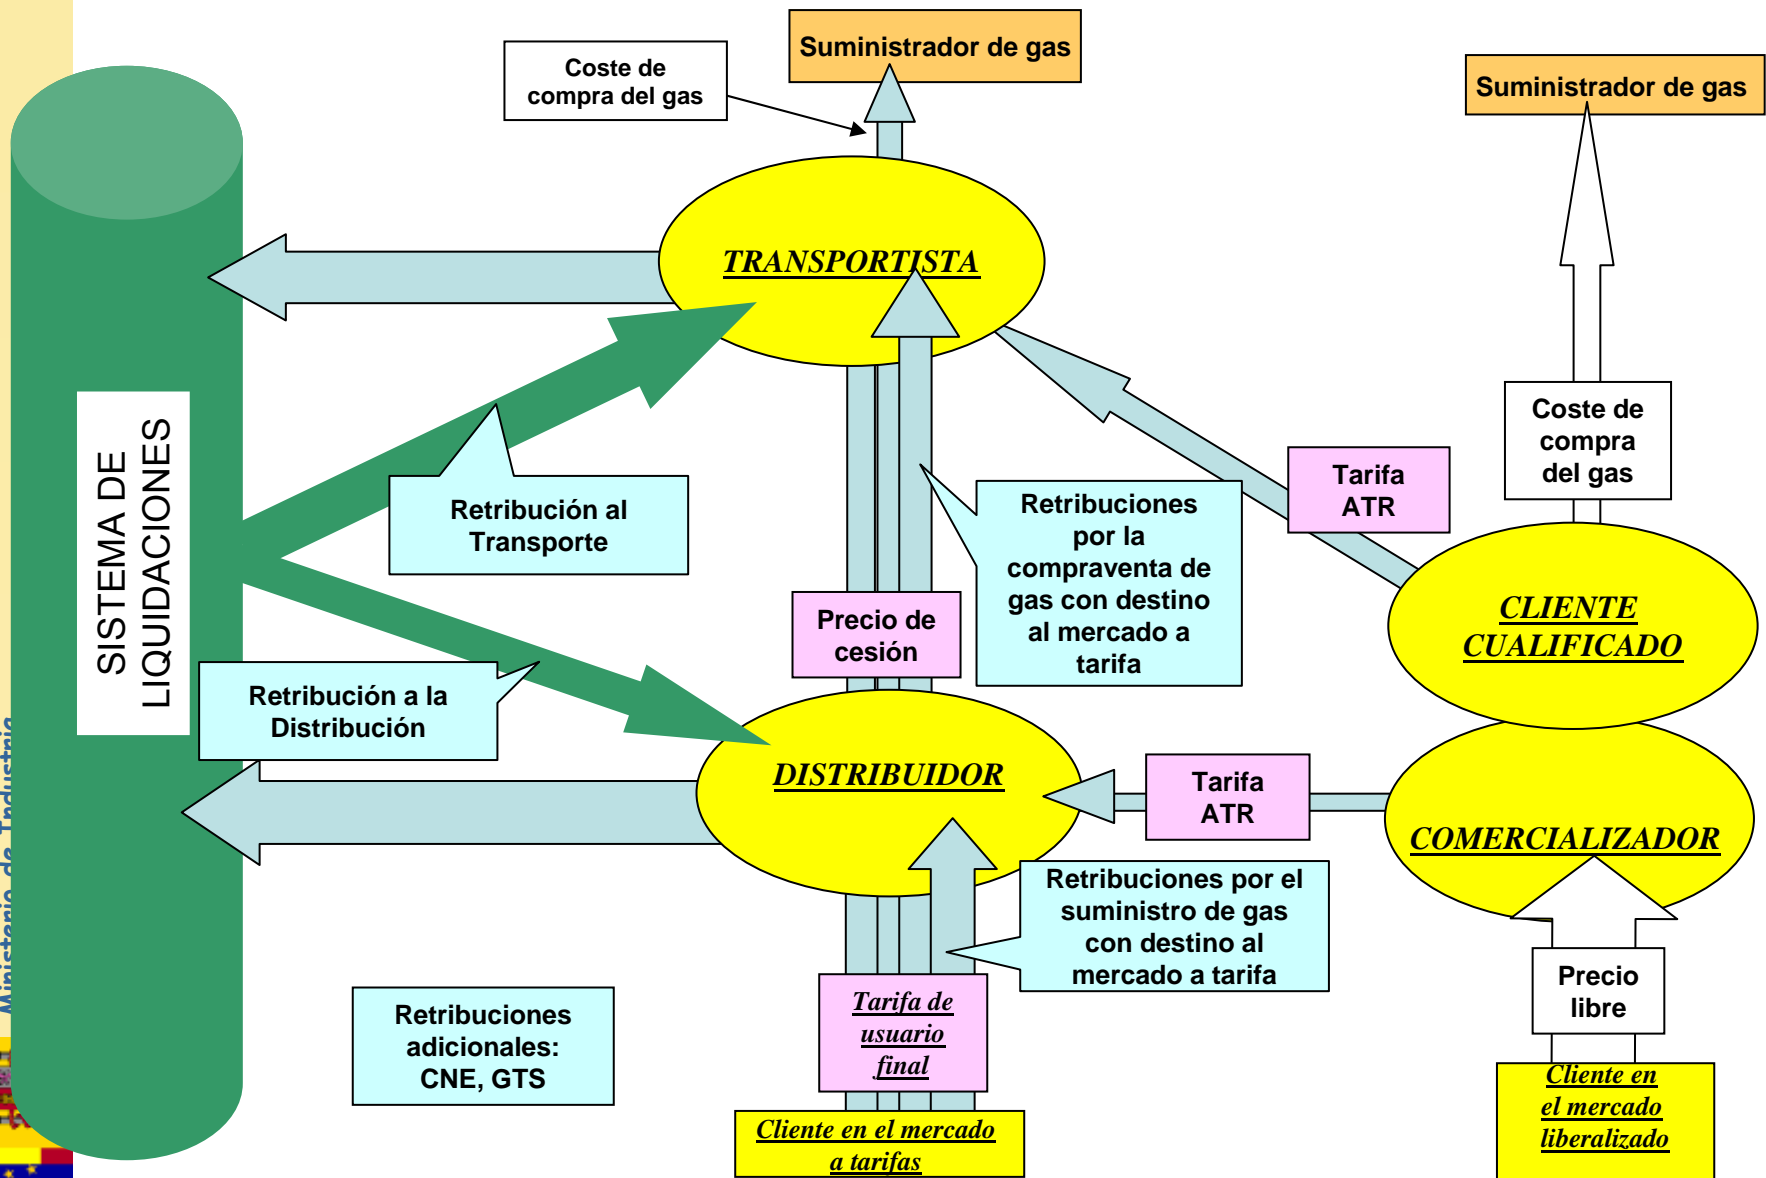 Suministrador de gas
Coste de
compra del gas
Suministrador de gas
TRANSPORTISTA
SISTEMA DE
LIQUIDACIONES
Coste de
compra
del gas
Tarifa
ATR
Retribución al
Transporte
Retribuciones
por la
compraventa de
gas con destino
al mercado a
tarifa
Precio de
cesión
CLIENTE
CUALIFICADO
Retribución a la
Distribución
DISTRIBUIDOR
Tarifa
ATR
COMERCIALIZADOR
Retribuciones por el
suministro de gas
con destino al
mercado a tarifa
Precio
libre
Tarifa de
usuario
final
Retribuciones
adicionales:
CNE, GTS
Cliente en el mercado
a tarifas
Cliente en
el mercado
liberalizado
Ministerio de Industria